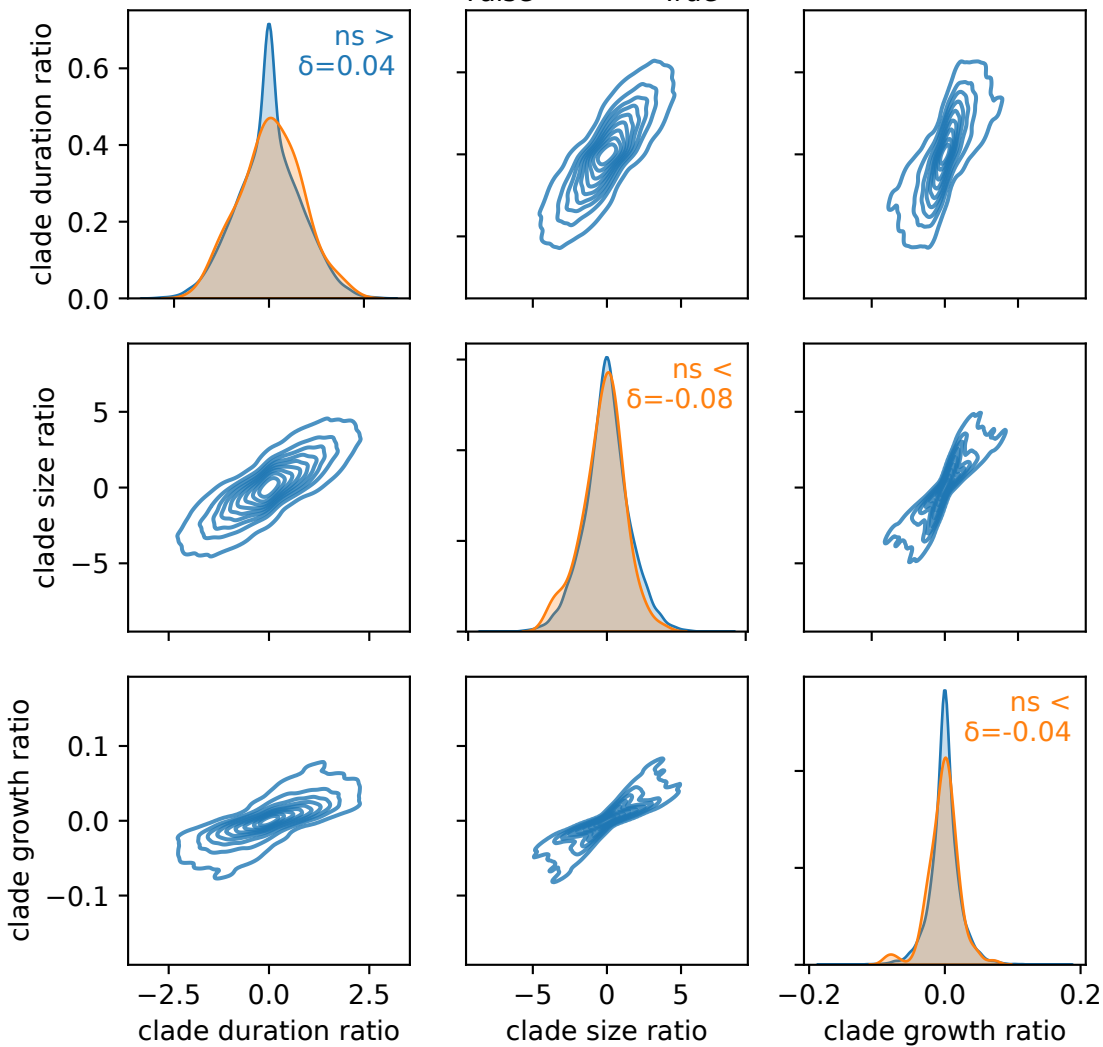 ns >
δ=0.04
clade duration ratio
0.6
0.4
0.2
0.0
ns <
δ=-0.08
clade size ratio
5
0
−5
ns <
δ=-0.04
clade growth ratio
0.1
0.0
−0.1
−2.5 0.0 2.5 −5 0 5 −0.2 0.0 0.2
clade duration ratio clade size ratio clade growth ratio